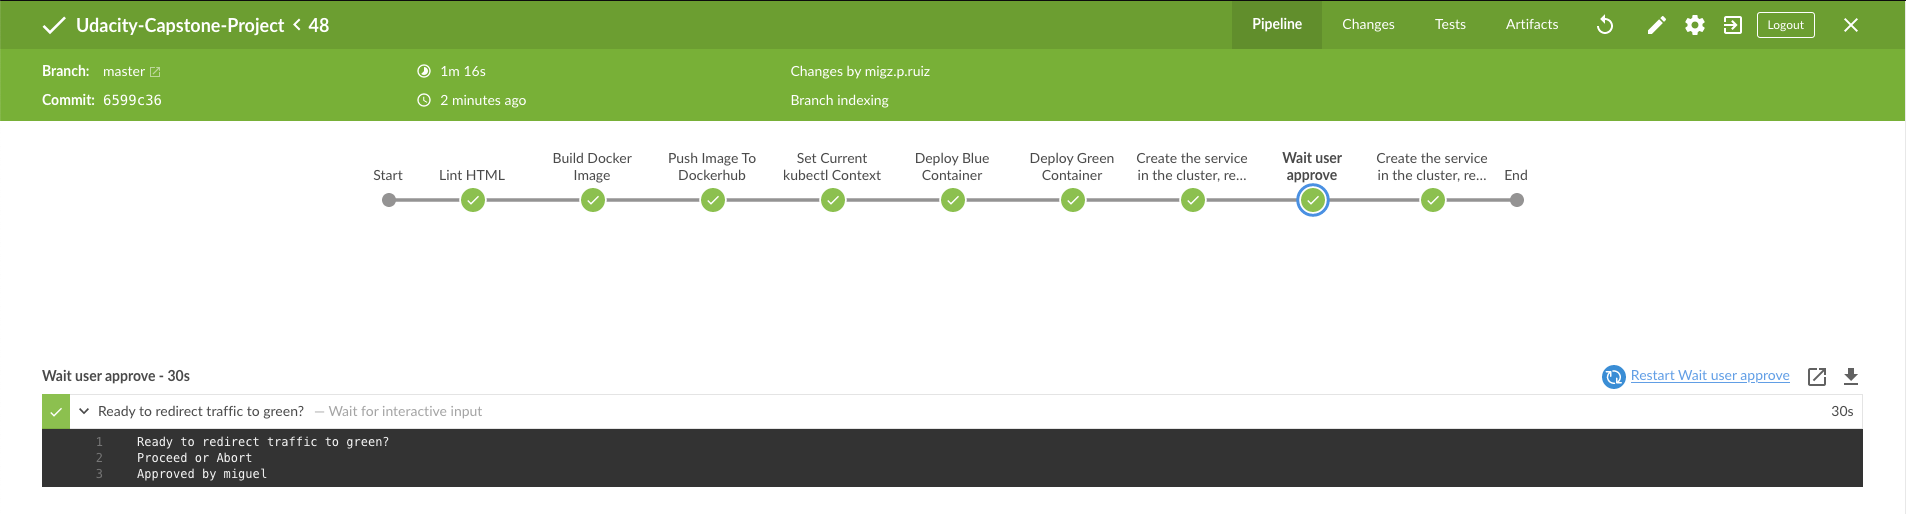 Udacity-Capstone-Project < 48
Pipeline
Changes
Tests
Artifacts
Logout
Branch: master
1m 16s
Changes by migz.p.ruiz
Commit: 6599c36
2 minutes ago
Branch indexing
Start
Lint HTML
Build Docker
Image
Push Image To
Dockerhub
Set Current
kubectl Context
Deploy Blue
Container
Deploy Green
Container
Create the service
in the cluster, re...
Wait user
approve
Create the service
in the cluster, re...
End
Wait user approve - 30s
Restart Wait user approve
Ready to redirect traffic to green? — Wait for interactive input
30s
1 Ready to redirect traffic to green?
2 Proceed or Abort
3 Approved by miguel